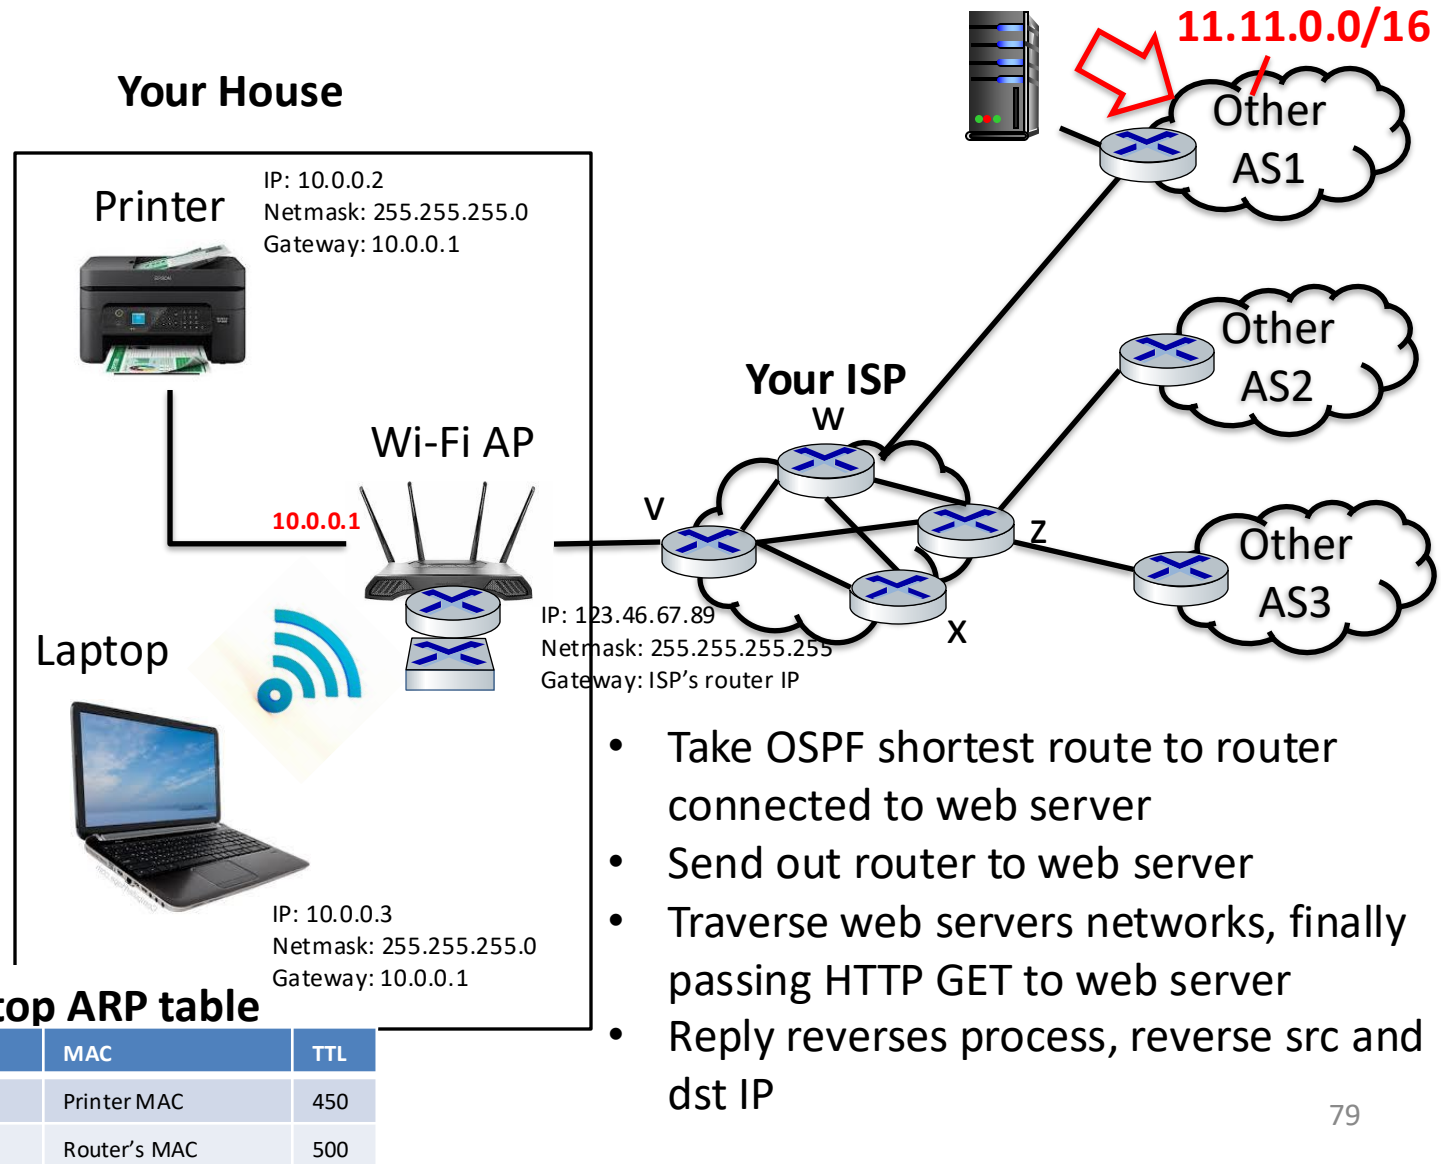 11.11.0.0/16
Your House
Other
AS1
IP: 10.0.0.2
Netmask: 255.255.255.0
Gateway: 10.0.0.1
Printer
Other
AS2
Your ISP
W
Wi-Fi AP
10.0.0.1
V
Z
Other
AS3
IP: 123.46.67.89
Netmask: 255.255.255.255
Gateway: ISP's router IP
X
Laptop
• Take OSPF shortest route to router
connected to web server
• Send out router to web server
• Traverse web servers networks, finally
passing HTTP GET to web server
• Reply reverses process, reverse src and
dst IP
IP: 10.0.0.3
Netmask: 255.255.255.0
Gateway: 10.0.0.1
top ARP table
MAC TTL
Printer MAC 450
Router's MAC 500
79